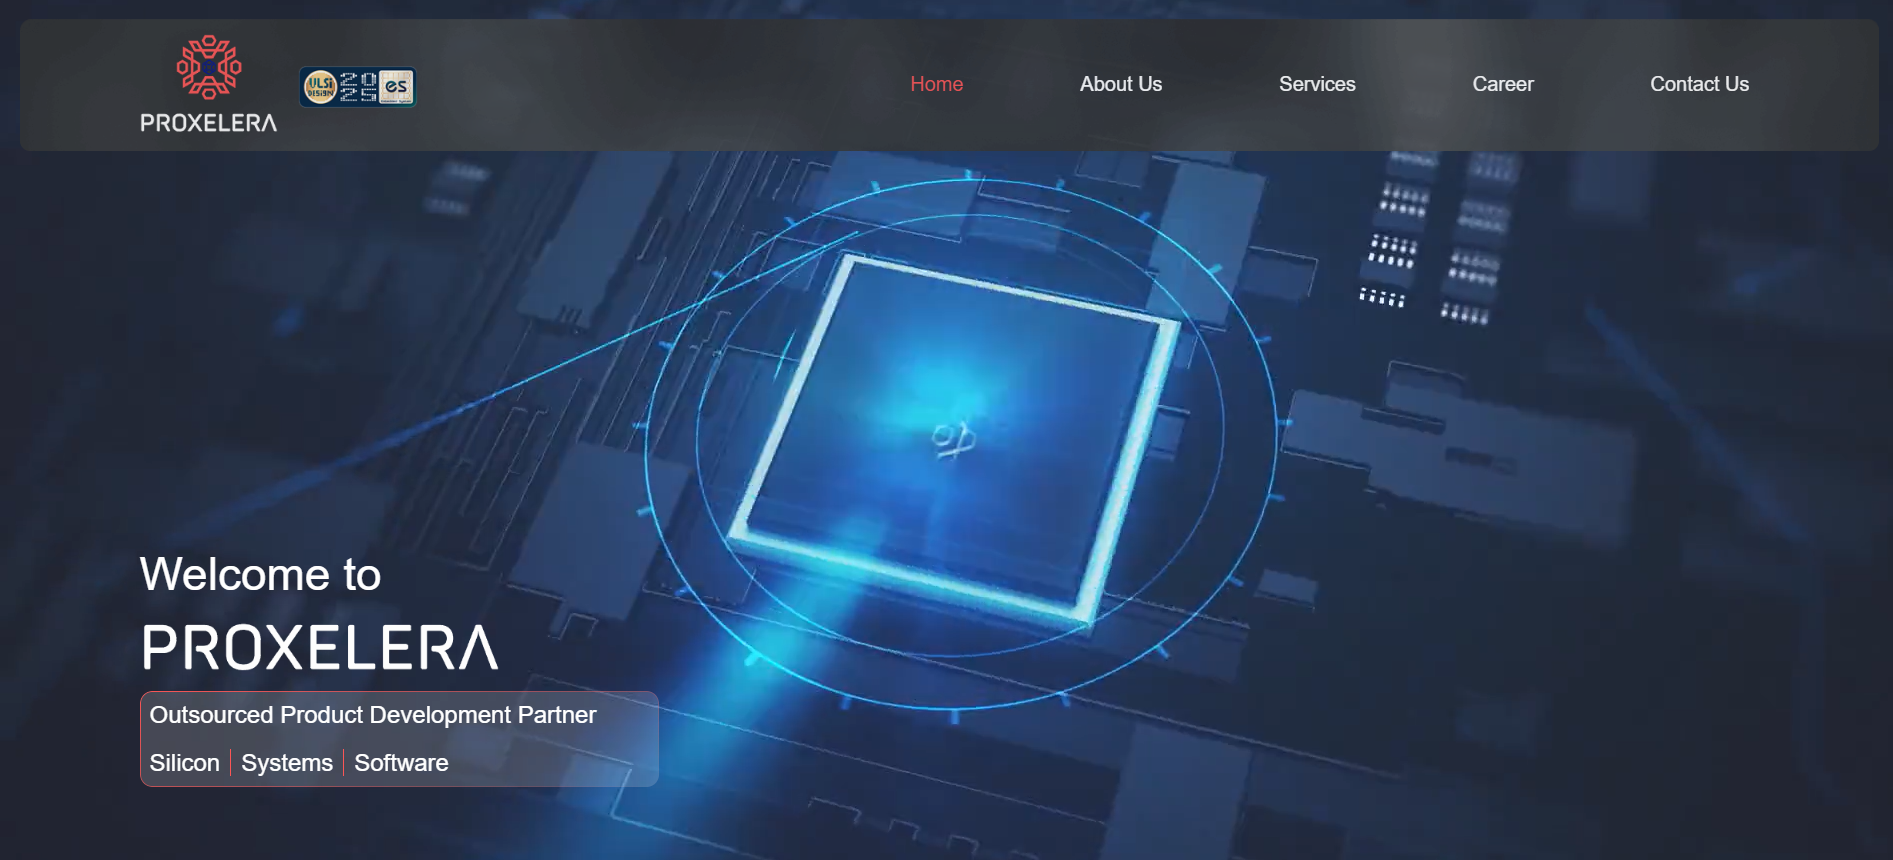 PROXELERA
VLSI
DESIGN
2025
es
Home
About Us
Services
Career
Contact Us
Welcome to
PROXELERA
Outsourced Product Development Partner
Silicon | Systems | Software